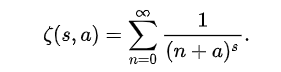 ζ(s, a) = ∑_{n=0}^{∞} 1/(n + a)^s.